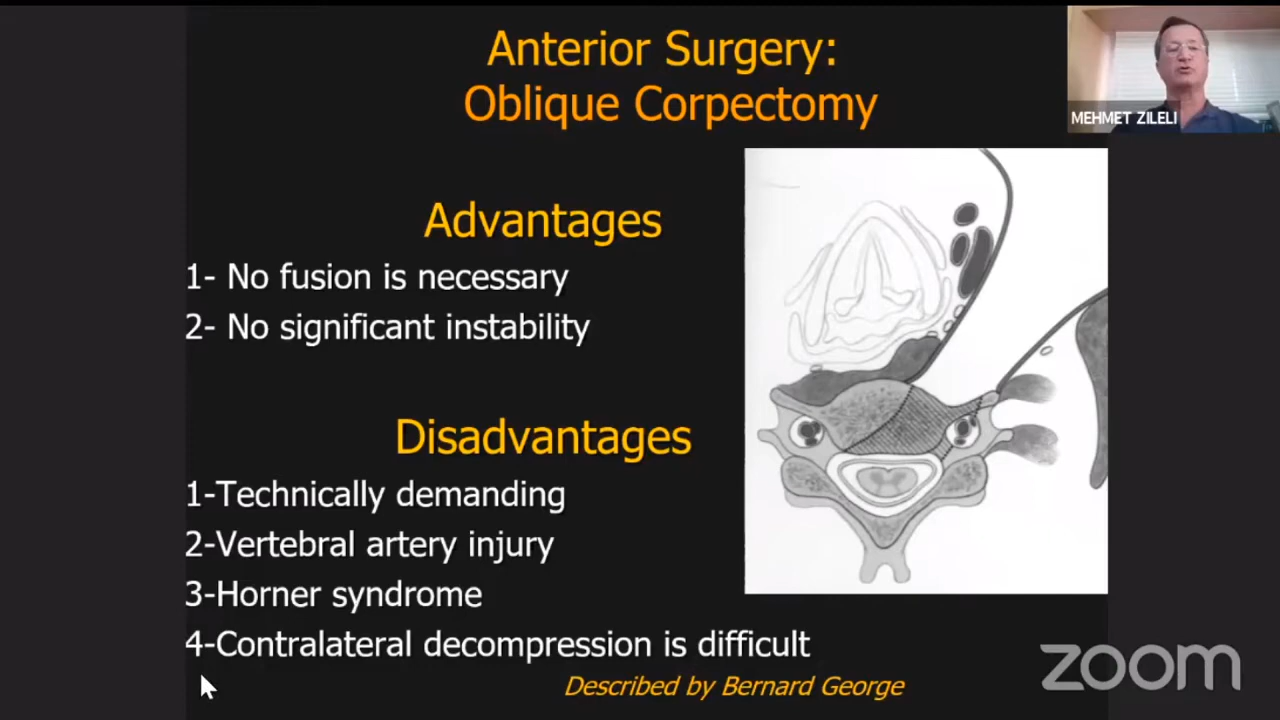 Anterior Surgery:
Oblique Corpectomy
MEHMET ZILELI
Advantages
1- No fusion is necessary
2- No significant instability
Disadvantages
1-Technically demanding
2-Vertebral artery injury
3-Horner syndrome
4-Contralateral decompression is difficult
Described by Bernard George
zoom